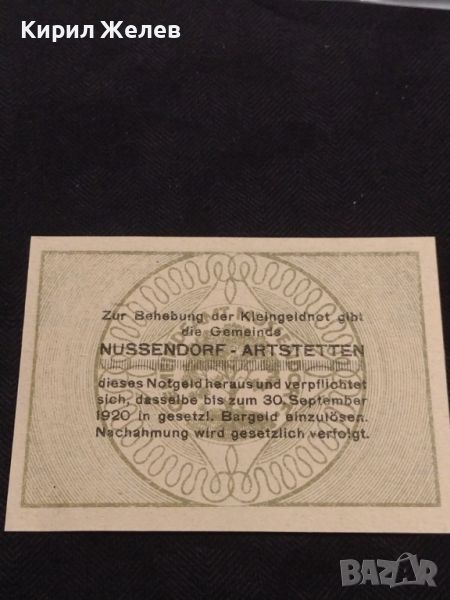 Кирил Желев
Zur Behebung der Kleingeldnot gibt
die Gemeinde
NUSSENDORF - ARTSTETTEN
dieses Notgeld heraus und verpflichtet
sich, dasselbe bis zum 30. September
1920 in gesetzl. Bargeld einzulösen.
Nachahmung wird gesetzlich verfolgt.
BAZAR